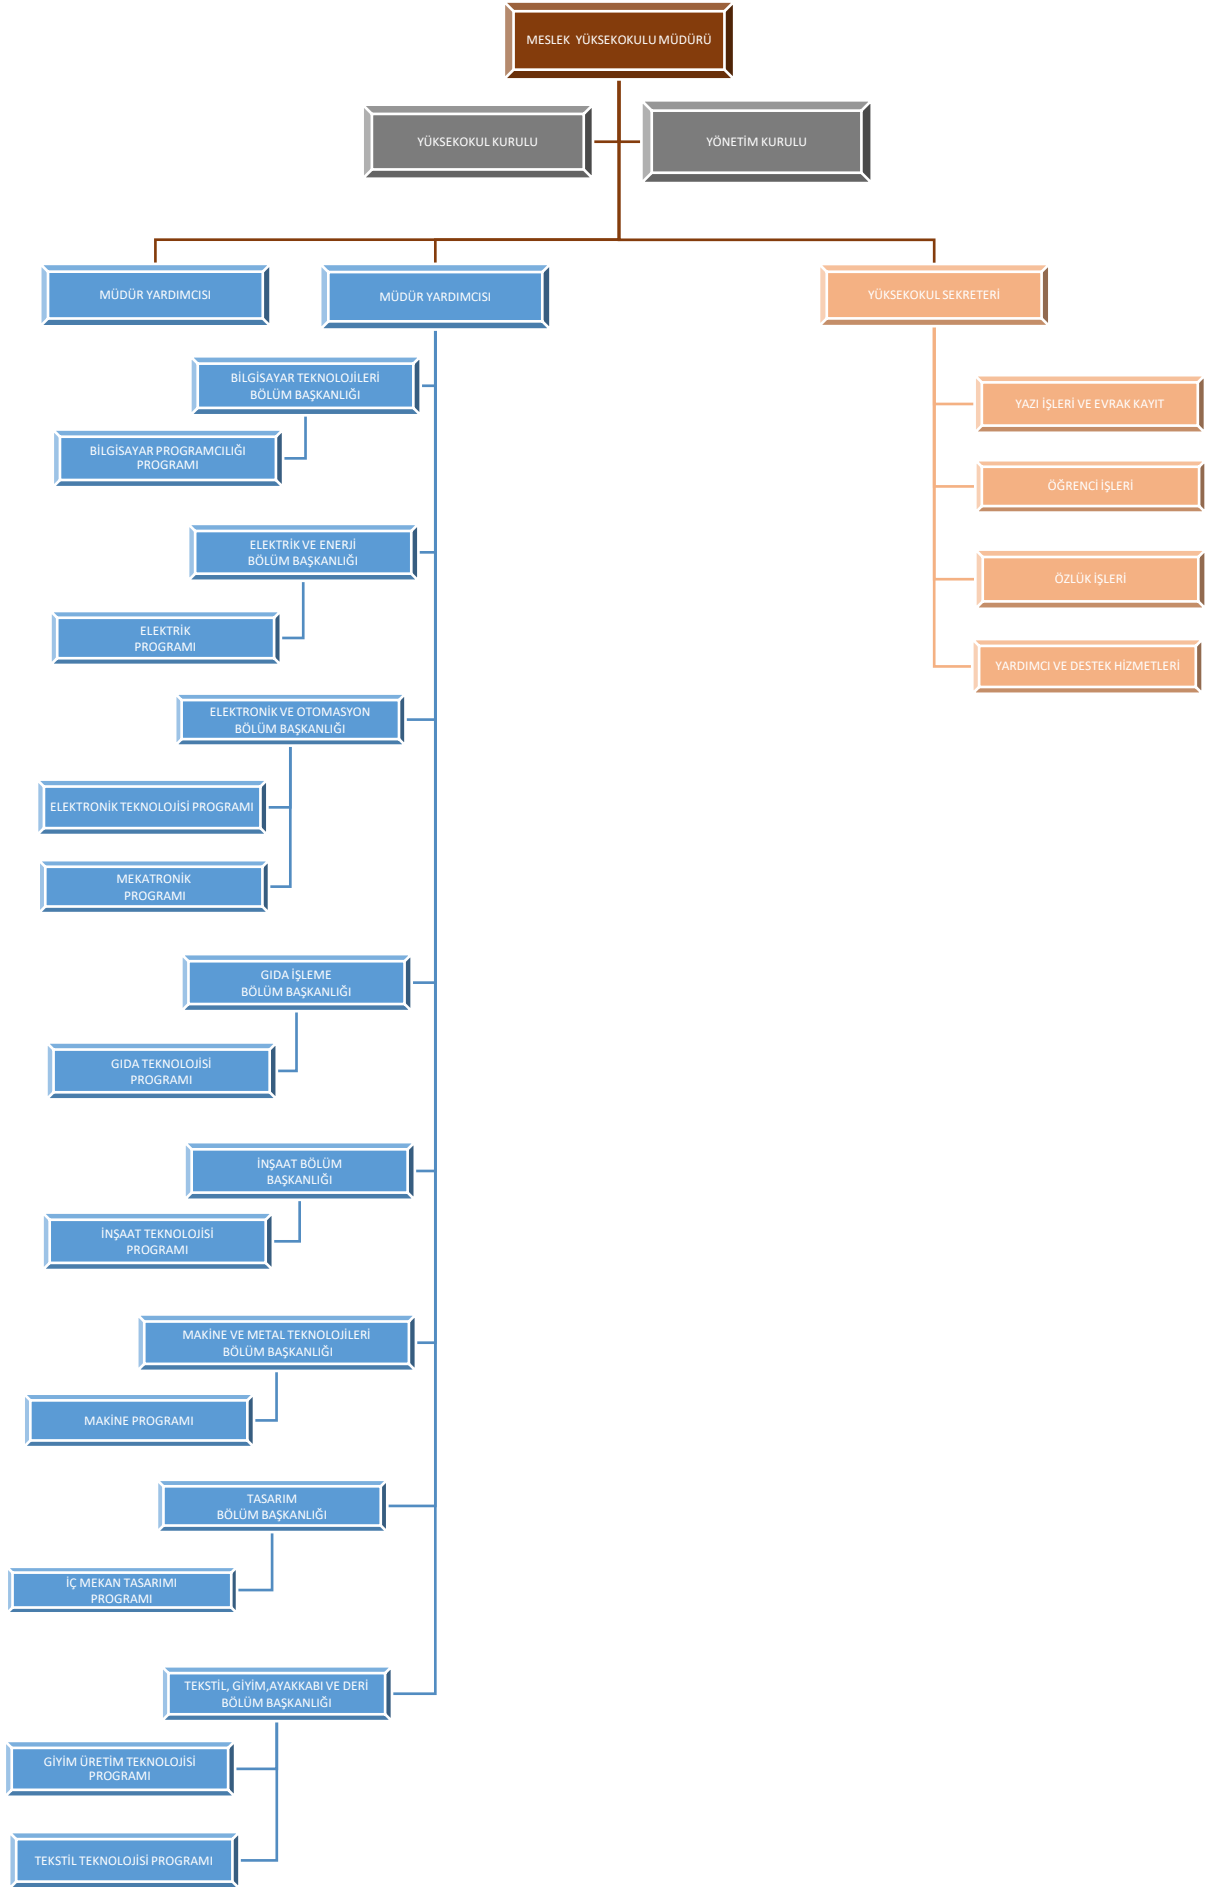 MESLEK YÜKSEKOKULU MÜDÜRÜ
YÜKSEKOKUL KURULU
YÖNETİM KURULU
MÜDÜR YARDIMCISI
MÜDÜR YARDIMCISI
YÜKSEKOKUL SEKRETERİ
BİLGİSAYAR TEKNOLOJİLERİ
BÖLÜM BAŞKANLIĞI
BİLGİSAYAR PROGRAMCILIĞI
PROGRAMI
ELEKTRİK VE ENERJİ
BÖLÜM BAŞKANLIĞI
ELEKTRİK
PROGRAMI
ELEKTRONİK VE OTOMASYON
BÖLÜM BAŞKANLIĞI
ELEKTRONİK TEKNOLOJİSİ PROGRAMI
MEKATRONİK
PROGRAMI
GIDA İŞLEME
BÖLÜM BAŞKANLIĞI
GIDA TEKNOLOJİSİ
PROGRAMI
İNŞAAT BÖLÜM
BAŞKANLIĞI
İNŞAAT TEKNOLOJİSİ
PROGRAMI
MAKİNE VE METAL TEKNOLOJİLERİ
BÖLÜM BAŞKANLIĞI
MAKİNE PROGRAMI
TASARIM
BÖLÜM BAŞKANLIĞI
İÇ MEKAN TASARIMI
PROGRAMI
TEKSTİL, GİYİM,AYAKKABI VE DERİ
BÖLÜM BAŞKANLIĞI
GİYİM ÜRETİM TEKNOLOJİSİ
PROGRAMI
TEKSTİL TEKNOLOJİSİ PROGRAMI
YAZI İŞLERİ VE EVRAK KAYIT
ÖĞRENCİ İŞLERİ
ÖZLÜK İŞLERİ
YARDIMCI VE DESTEK HİZMETLERİ